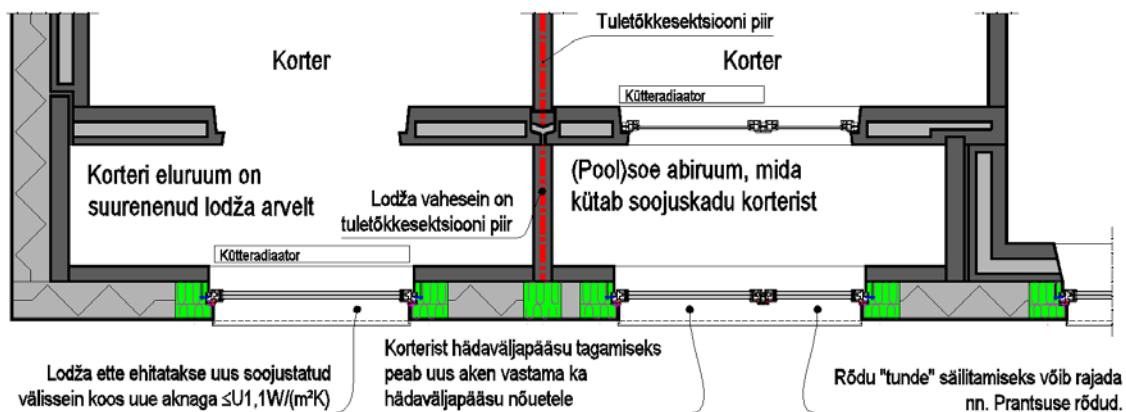 Tuletõkkesektsiooni piir
Korter
Korter
Kütteradiaator
Korteri eluruum on
suurenenud lodža arvelt
(Pool)soe abiruum, mida
kütab soojuskadu korterist
Lodža vahesein on
tuletõkkesektsiooni piir
Kütteradiaator
Lodža ette ehitatakse uus soojustatud
välissein koos uue aknaga ≤U1,1W/(m²K)
Korterist hädaväljapääsu tagamiseks
peab uus aken vastama ka
hädaväljapääsu nõuetele
Rõdu "tunde" säilitamiseks võib rajada
nn. Prantsuse rõdud.